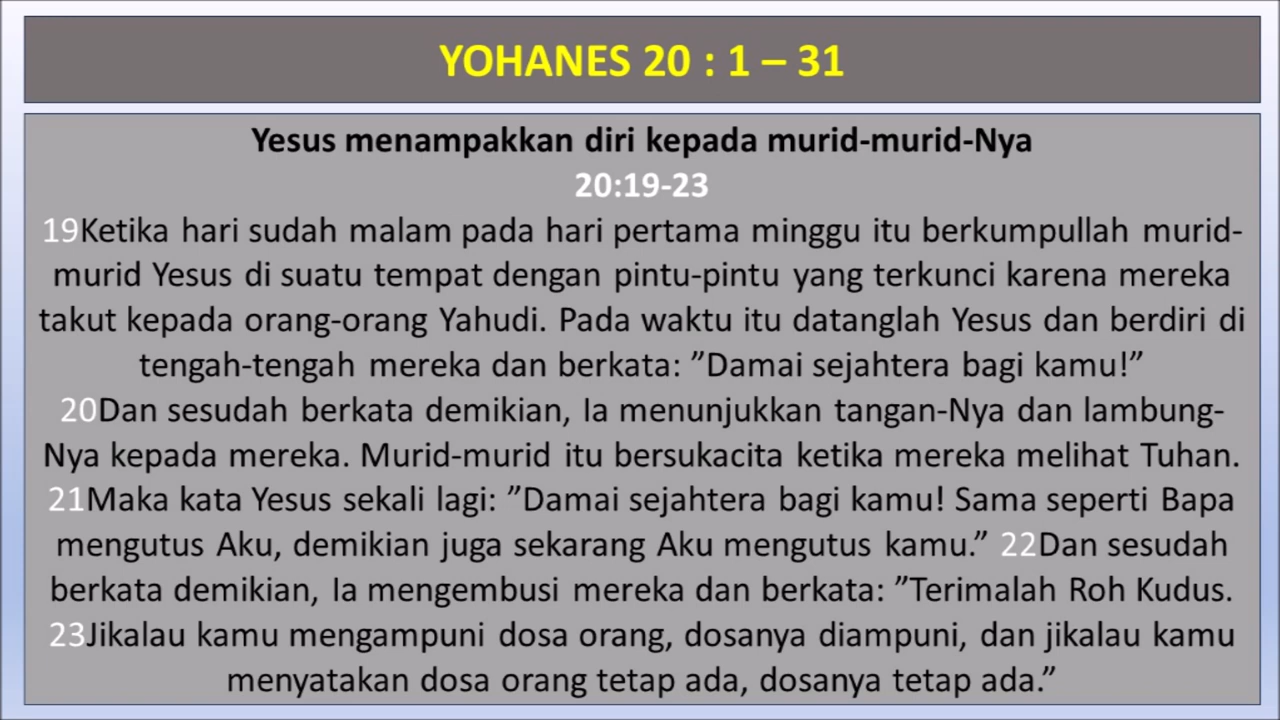 YOHANES 20 : 1 – 31
Yesus menampakkan diri kepada murid-murid-Nya
20:19-23
19Ketika hari sudah malam pada hari pertama minggu itu berkumpullah murid-
murid Yesus di suatu tempat dengan pintu-pintu yang terkunci karena mereka
takut kepada orang-orang Yahudi. Pada waktu itu datanglah Yesus dan berdiri di
tengah-tengah mereka dan berkata: ”Damai sejahtera bagi kamu!”
20Dan sesudah berkata demikian, Ia menunjukkan tangan-Nya dan lambung-
Nya kepada mereka. Murid-murid itu bersukacita ketika mereka melihat Tuhan.
21Maka kata Yesus sekali lagi: ”Damai sejahtera bagi kamu! Sama seperti Bapa
mengutus Aku, demikian juga sekarang Aku mengutus kamu.” 22Dan sesudah
berkata demikian, Ia mengembusi mereka dan berkata: ”Terimalah Roh Kudus.
23Jikalau kamu mengampuni dosa orang, dosanya diampuni, dan jikalau kamu
menyatakan dosa orang tetap ada, dosanya tetap ada.”